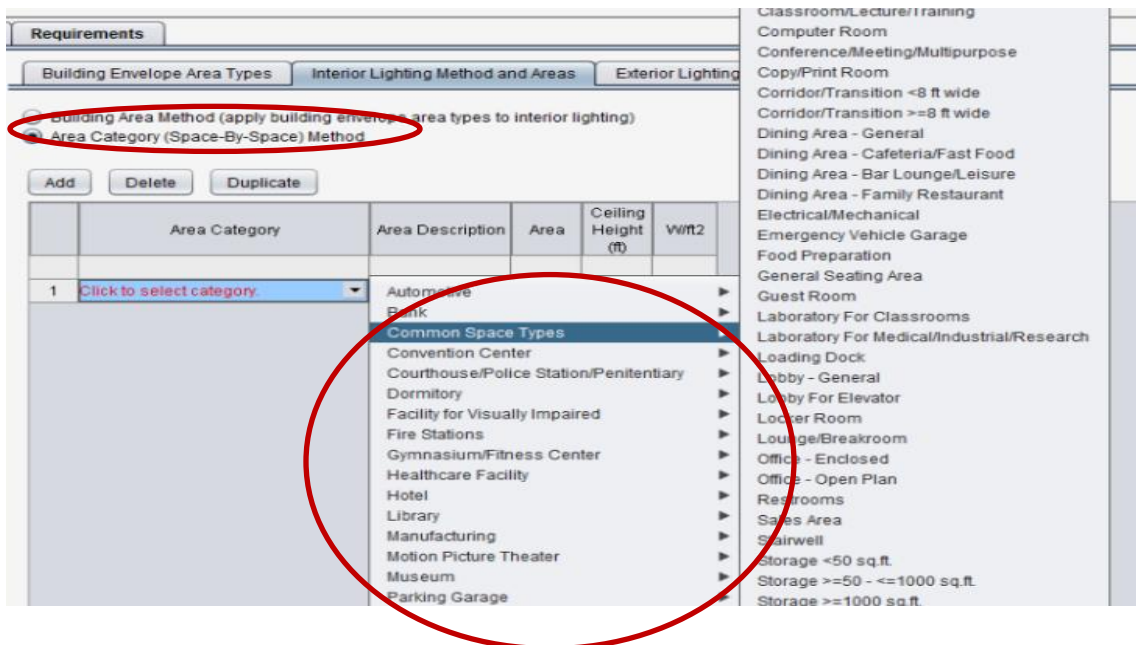 Requirements
Building Envelope Area Types
Interior Lighting Method and Areas
Exterior Lighting
Building Area Method (apply building envelope area types to interior lighting)
Area Category (Space-By-Space) Method
Add
Delete
Duplicate
Area Category
Area Description
Area
Ceiling
Height
(ft)
W/ft2
1
Click to select category.
Automotive
Bank
Common Space Types
Convention Center
Courthouse/Police Station/Penitentiary
Dormitory
Facility for Visually Impaired
Fire Stations
Gymnasium/Fitness Center
Healthcare Facility
Hotel
Library
Manufacturing
Motion Picture Theater
Museum
Parking Garage
Classroom/Lecture/Training
Computer Room
Conference/Meeting/Multipurpose
Copy/Print Room
Corridor/Transition <8 ft wide
Corridor/Transition >=8 ft wide
Dining Area - General
Dining Area - Cafeteria/Fast Food
Dining Area - Bar Lounge/Leisure
Dining Area - Family Restaurant
Electrical/Mechanical
Emergency Vehicle Garage
Food Preparation
General Seating Area
Guest Room
Laboratory For Classrooms
Laboratory For Medical/Industrial/Research
Loading Dock
Lobby - General
Lobby For Elevator
Locker Room
Lounge/Breakroom
Office - Enclosed
Office - Open Plan
Restrooms
Sales Area
Stairwell
Storage <50 sq.ft.
Storage >=50 - <=1000 sq.ft.
Storage >=1000 sq.ft.